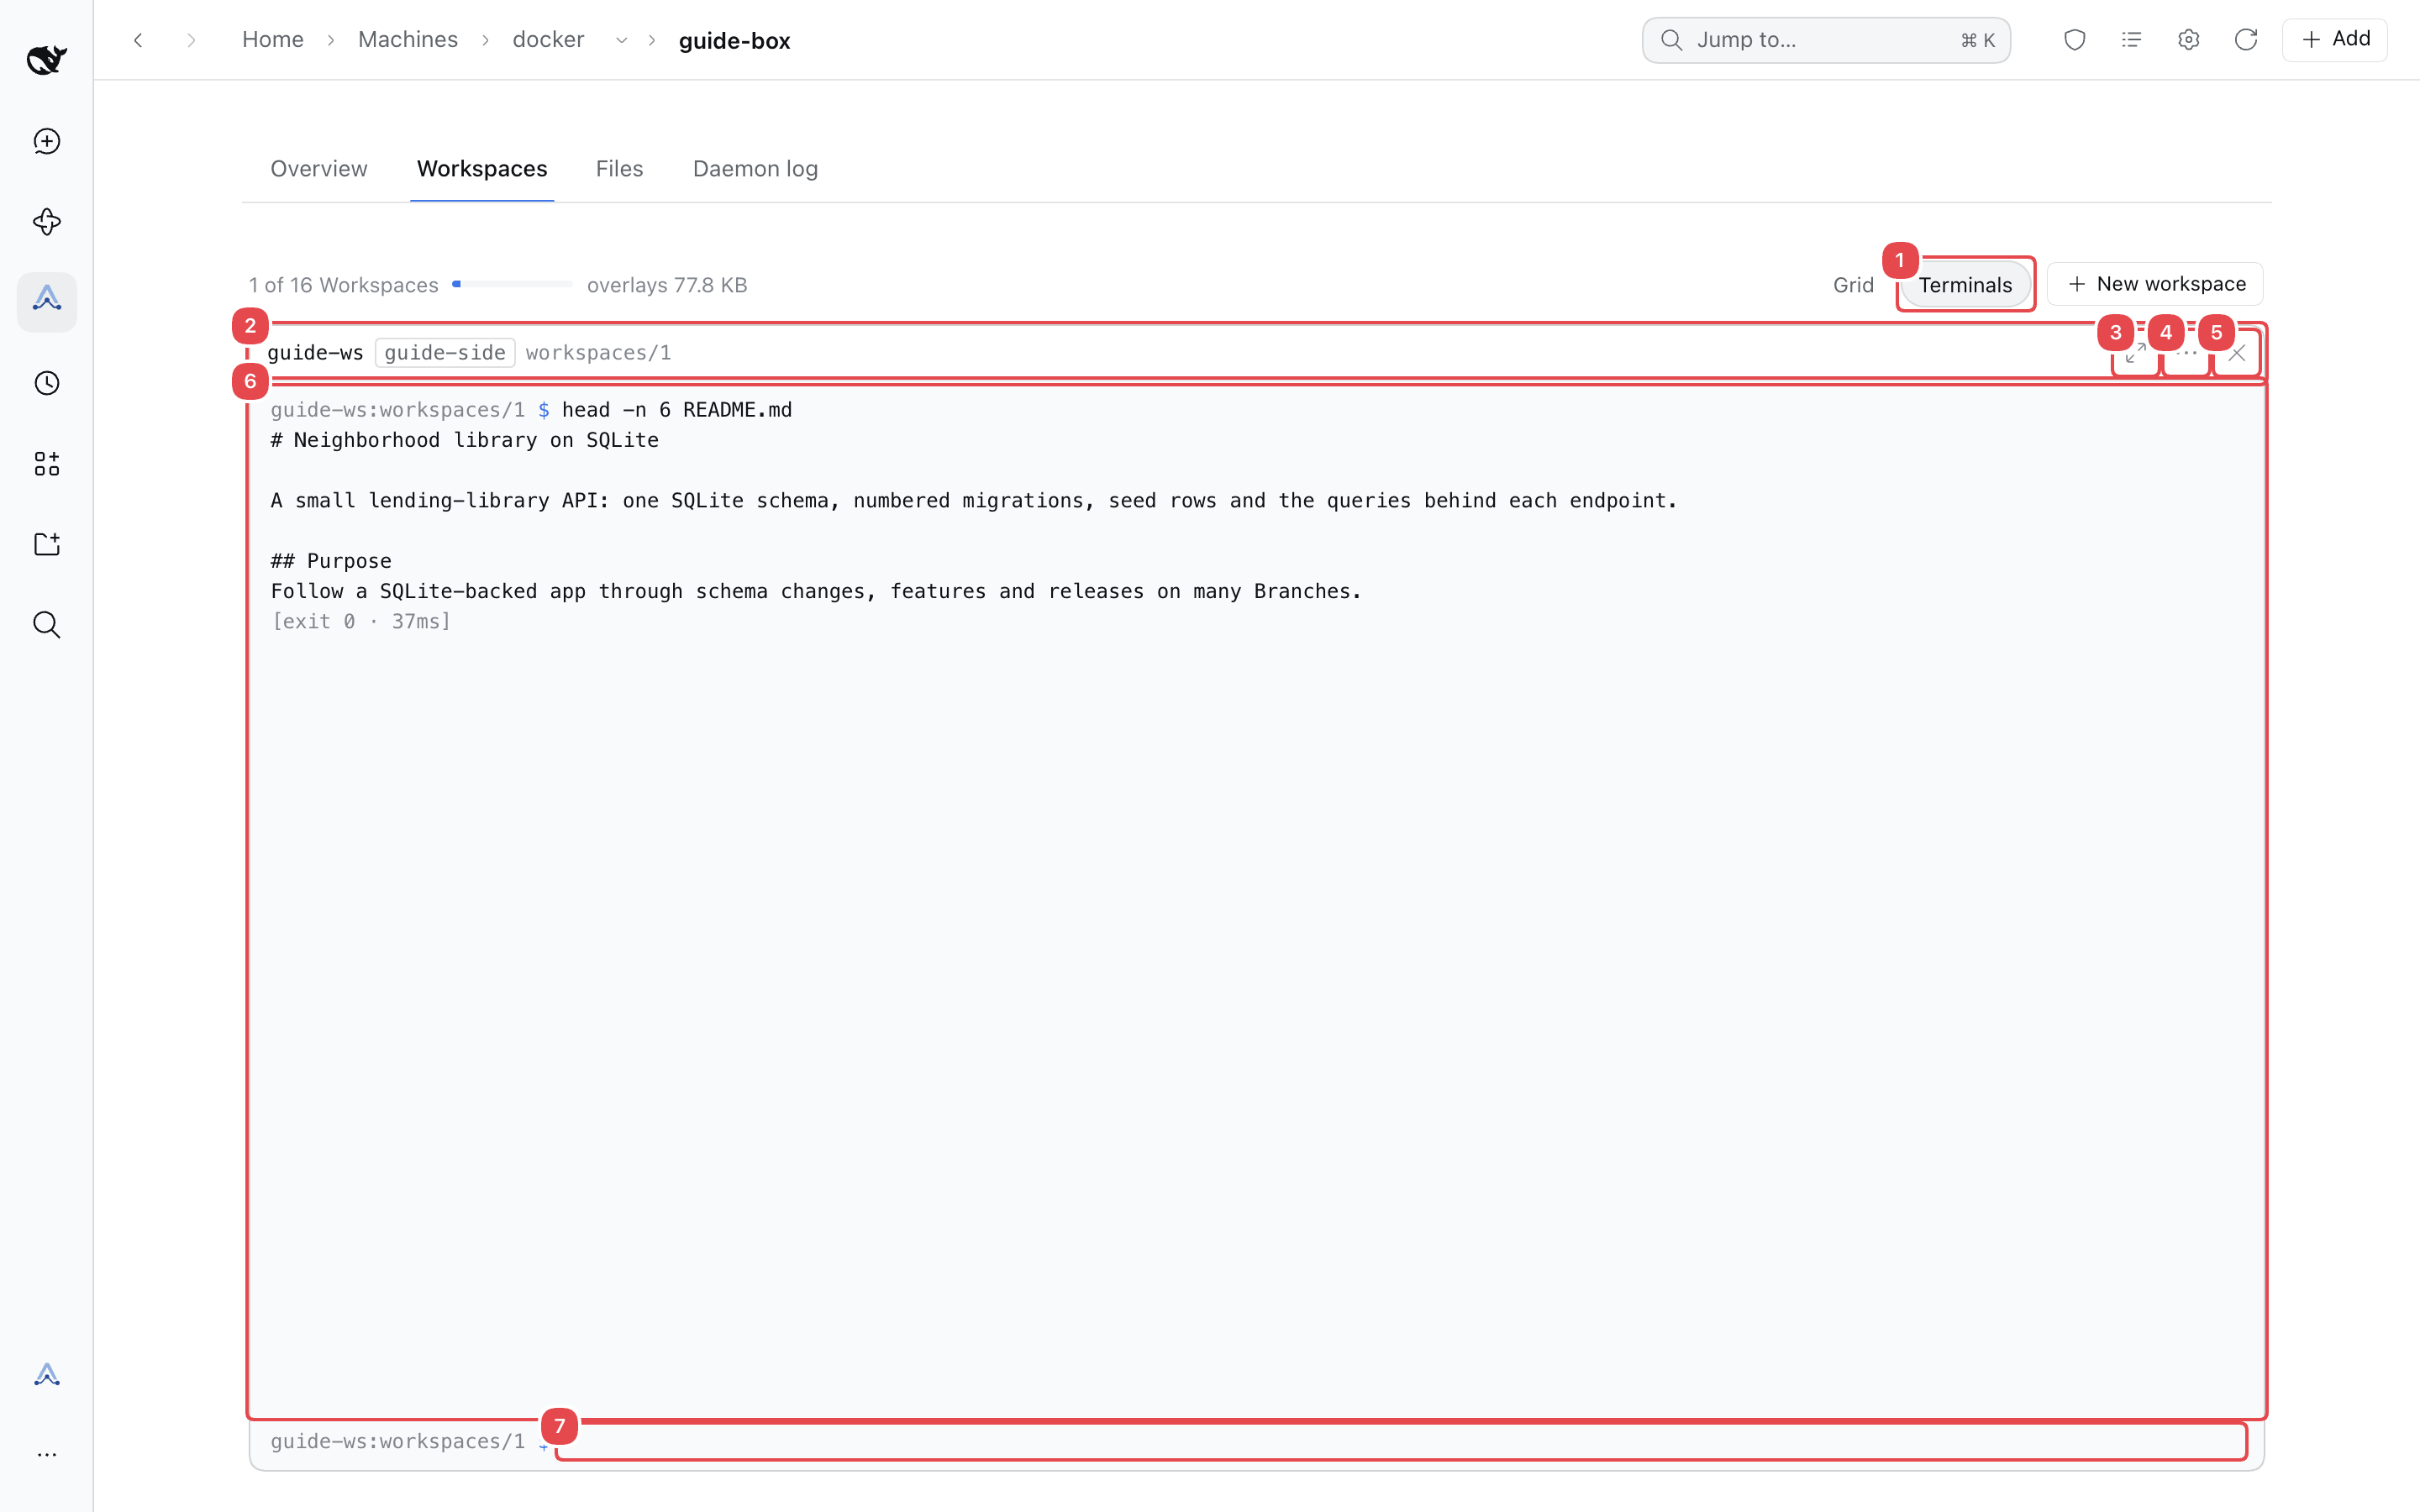 Home > Machines > docker > guide-box
Jump to... ⌘ K
+ Add
Overview Workspaces Files Daemon log
1 of 16 Workspaces overlays 77.8 KB
Grid 1 Terminals + New workspace
2 3 4 5
guide-ws guide-side workspaces/1
6
guide-ws:workspaces/1 $ head -n 6 README.md
# Neighborhood library on SQLite
A small lending-library API: one SQLite schema, numbered migrations, seed rows and the queries behind each endpoint.
## Purpose
Follow a SQLite-backed app through schema changes, features and releases on many Branches.
[exit 0 · 37ms]
7
guide-ws:workspaces/1 $